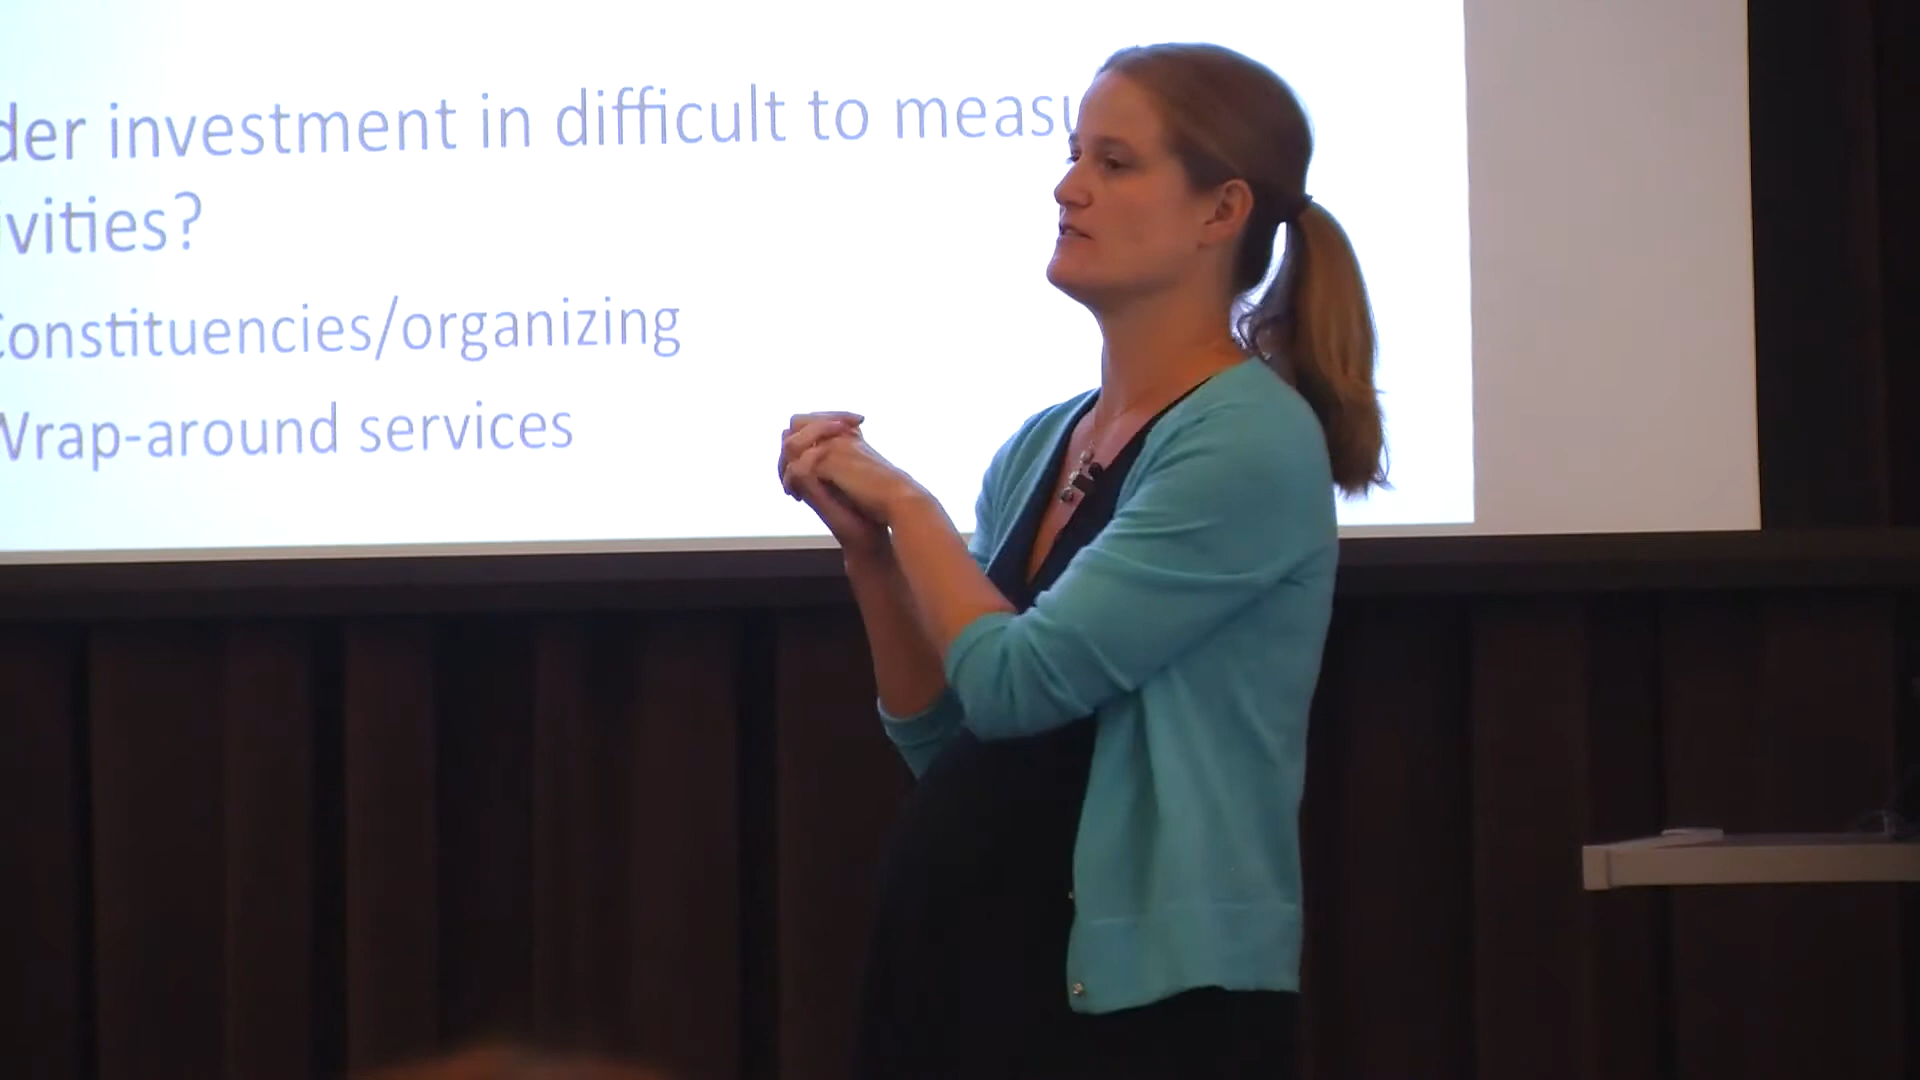 der investment in difficult to measu
ivities?
Constituencies/organizing
Wrap-around services